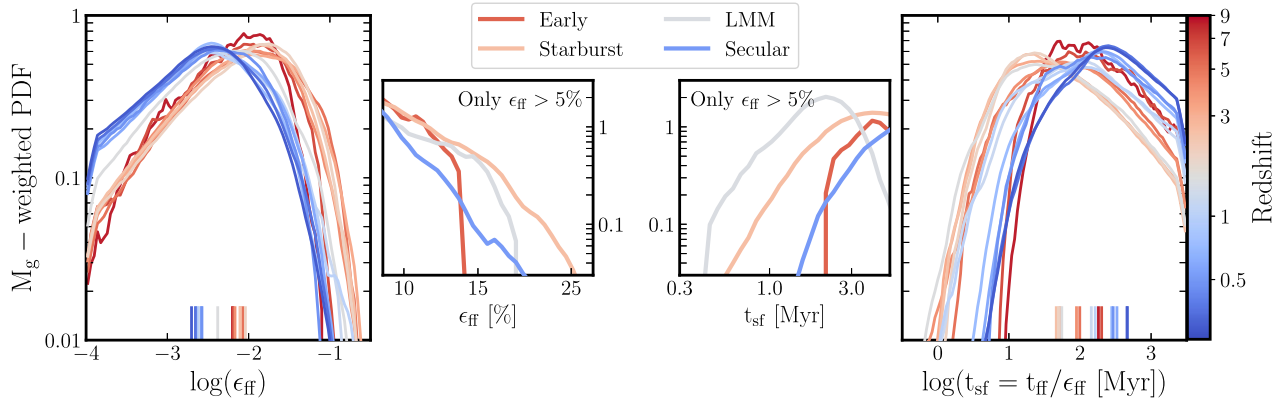 Early
Starburst
LMM
Secular
M_g − weighted PDF
1
0.1
0.01
−4
−3
−2
−1
log(ϵ_ff)
Only ϵ_ff > 5%
1
0.1
10
15
25
ϵ_ff [%]
Only ϵ_ff > 5%
1
0.1
0.3
1.0
3.0
t_sf [Myr]
0
1
2
3
log(t_sf = t_ff/ϵ_ff [Myr])
9
7
5
3
1
0.5
Redshift